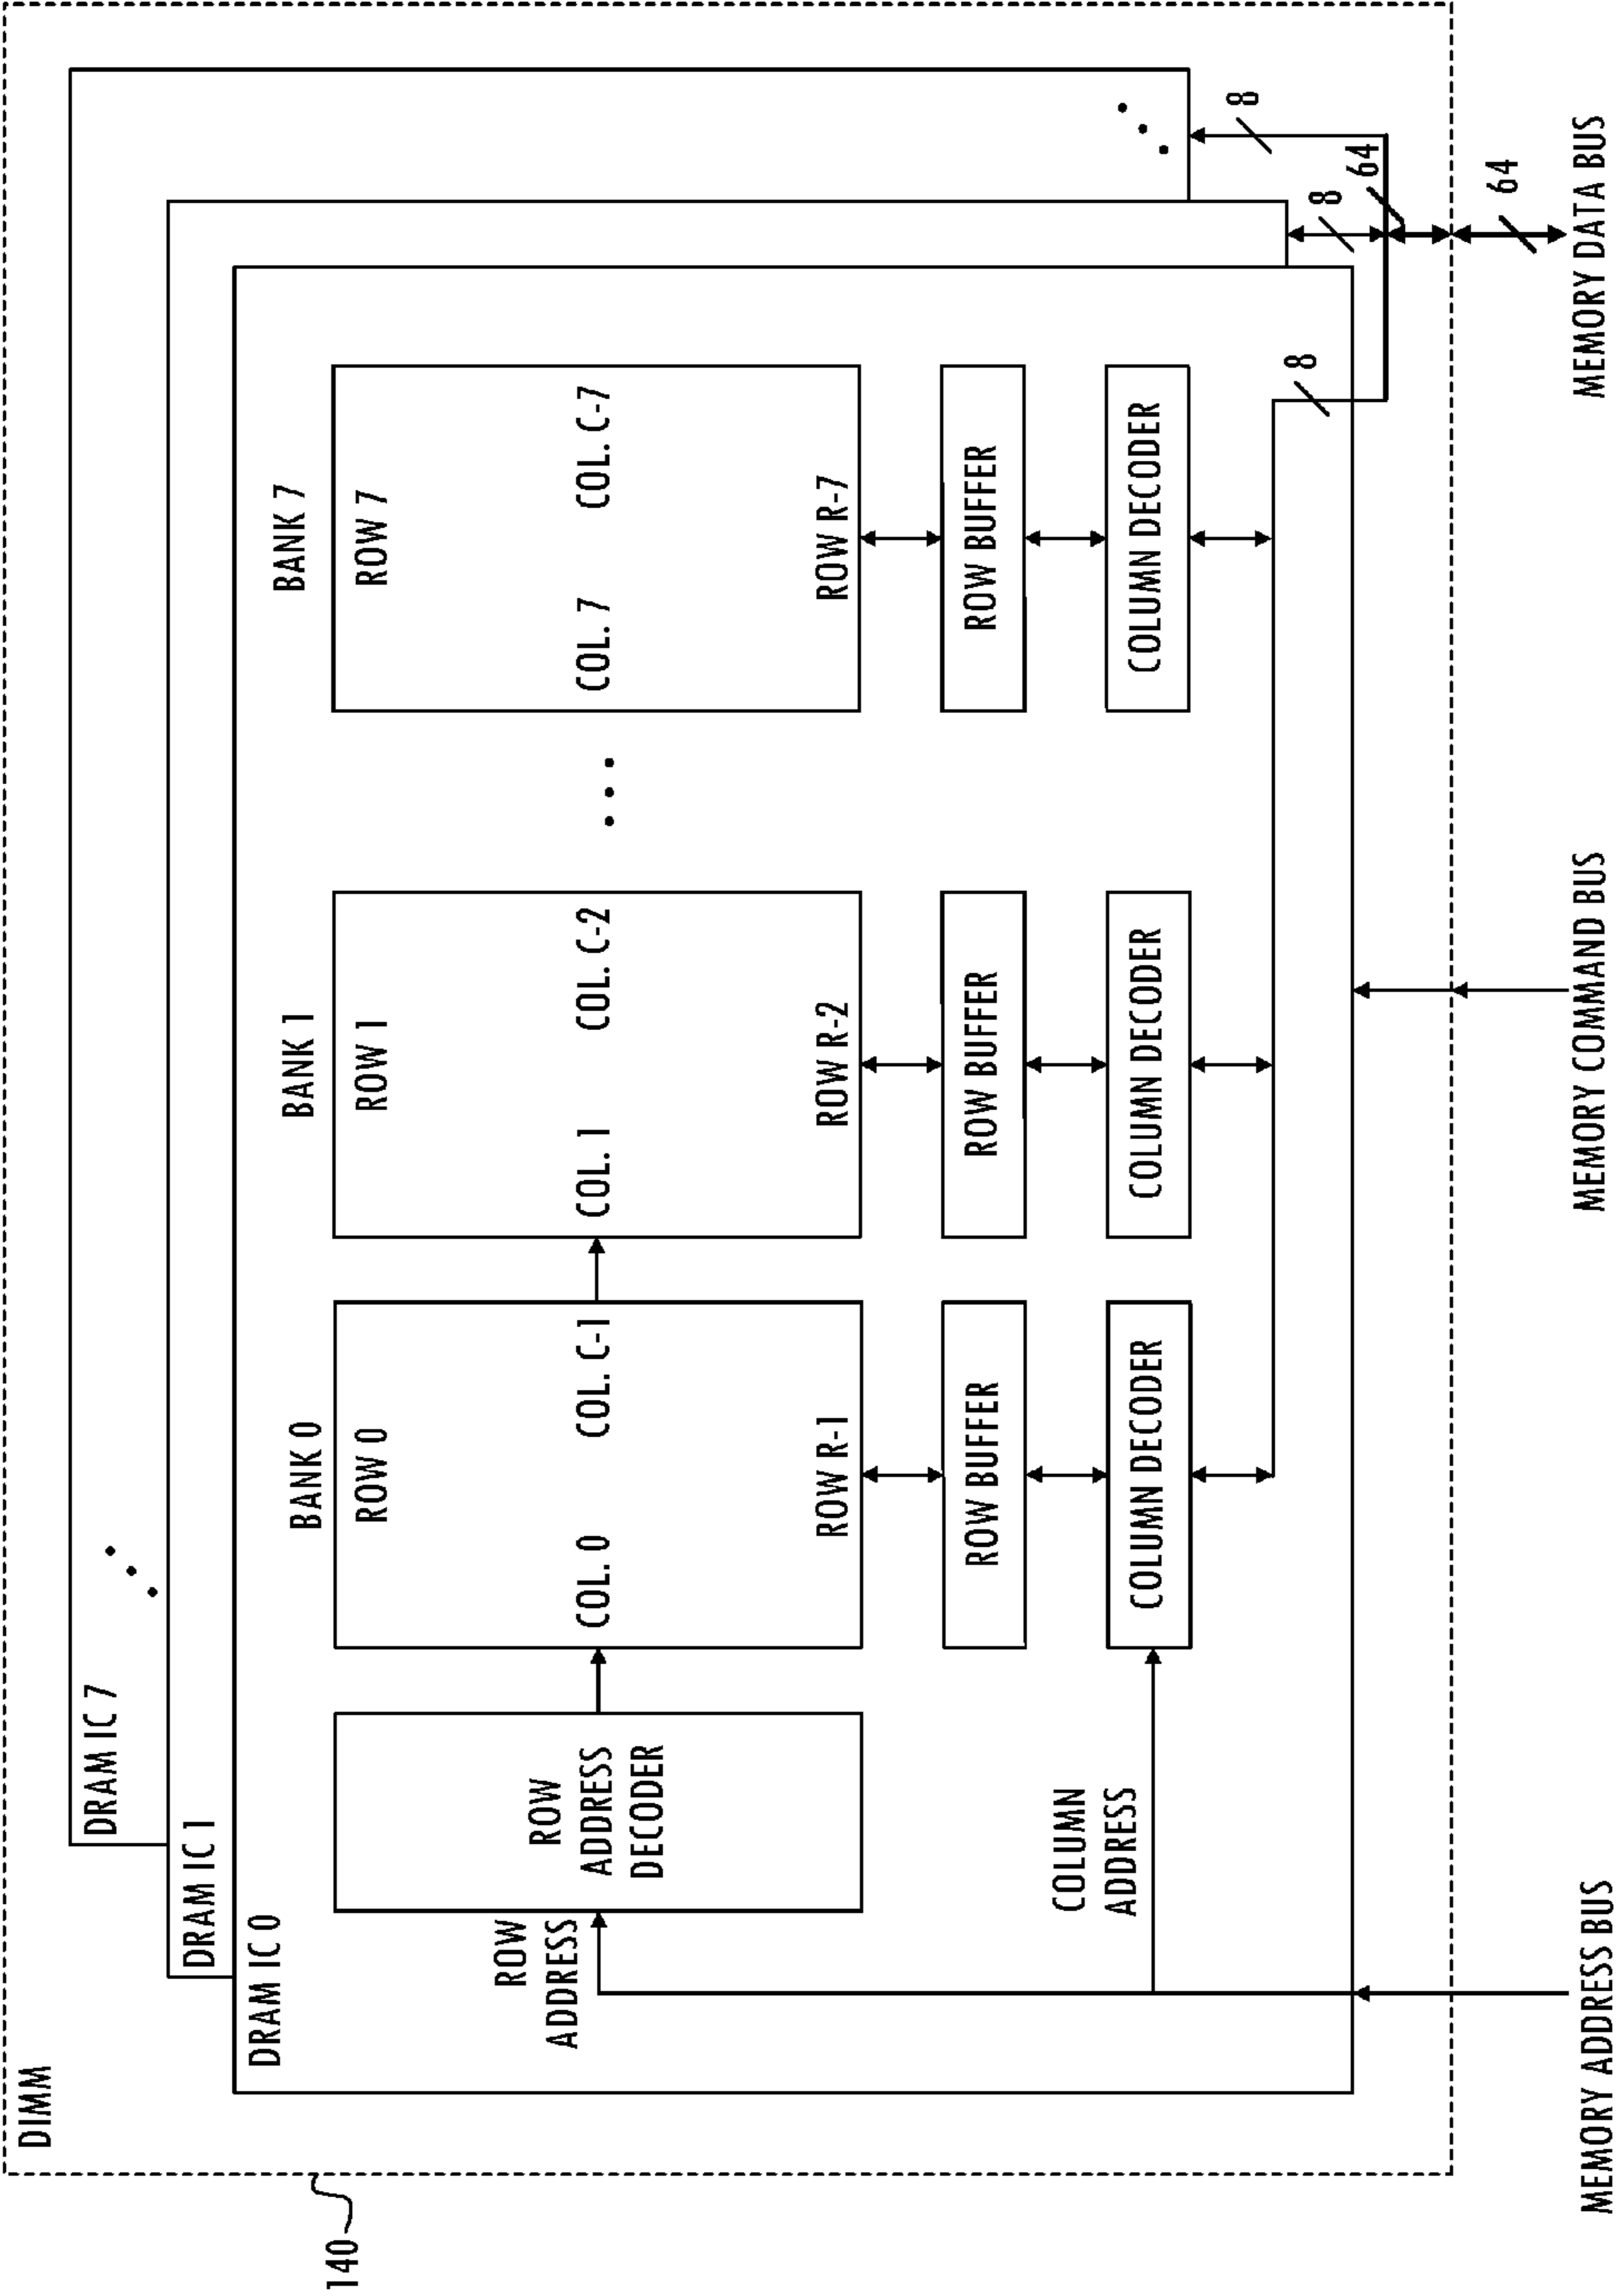 DIMM
140
DRAM IC 7
DRAM IC 1
DRAM IC 0
BANK 0
BANK 1
BANK 7
ROW 0
ROW 1
ROW 7
ROW
ADDRESS
ROW
ADDRESS
DECODER
COL. 0
COL. C-1
COL. 1
COL. C-2
COL. 7
COL. C-7
ROW R-1
ROW R-2
ROW R-7
ROW BUFFER
ROW BUFFER
ROW BUFFER
COLUMN
ADDRESS
COLUMN DECODER
COLUMN DECODER
COLUMN DECODER
8
8
8
64
64
MEMORY ADDRESS BUS
MEMORY COMMAND BUS
MEMORY DATA BUS